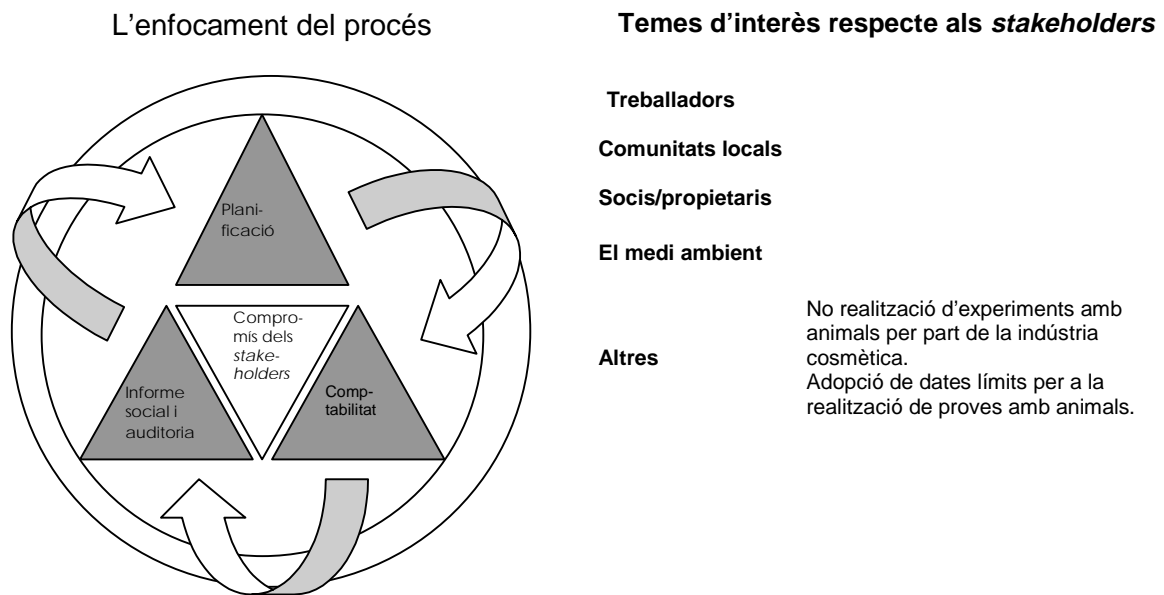 L'enfocament del procés
Plani-
ficació
Compro-
mís dels
stake-
holders
Informe
social i
auditoria
Comp-
tabilitat
Temes d'interès respecte als stakeholders
Treballadors
Comunitats locals
Socis/propietaris
El medi ambient
Altres
No realització d'experiments amb
animals per part de la indústria
cosmètica.
Adopció de dates límits per a la
realització de proves amb animals.